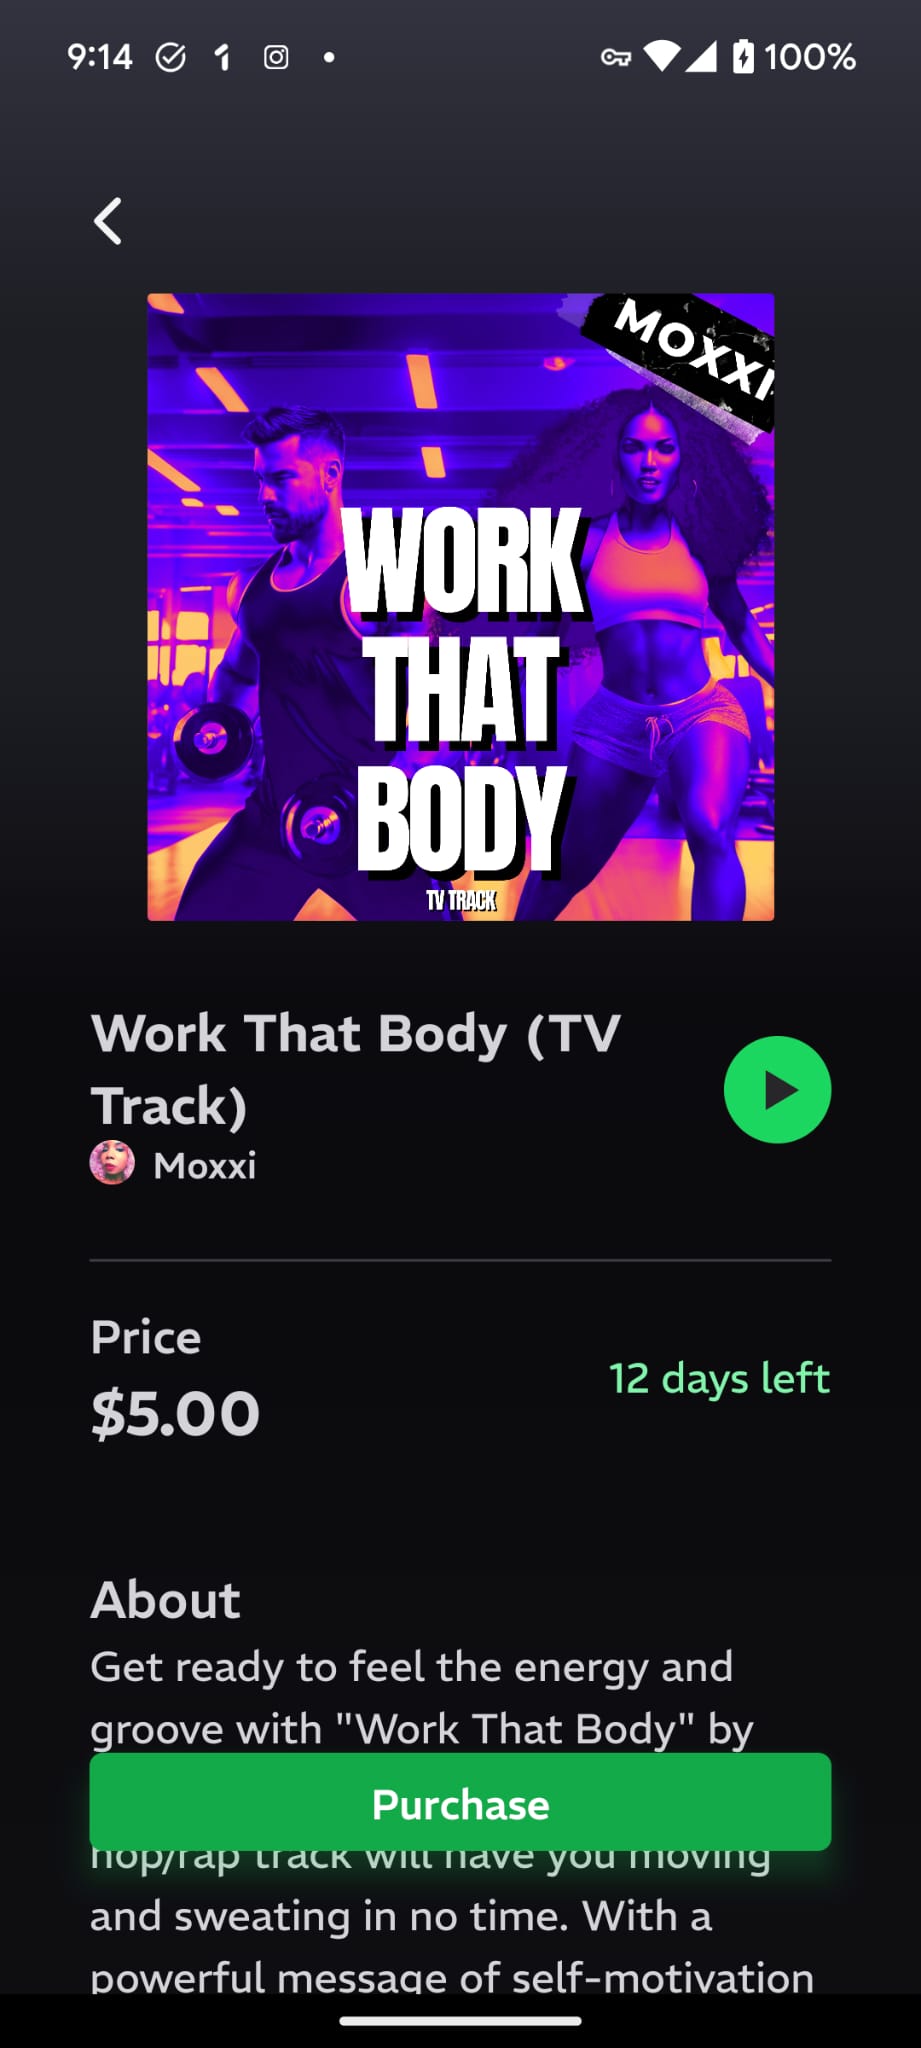 9:14
100%
MOXXI
WORK
THAT
BODY
TV TRACK
Work That Body (TV
Track)
Moxxi
Price
$5.00
12 days left
About
Get ready to feel the energy and
groove with "Work That Body" by
Purchase
hop/rap track will have you moving
and sweating in no time. With a
powerful message of self-motivation